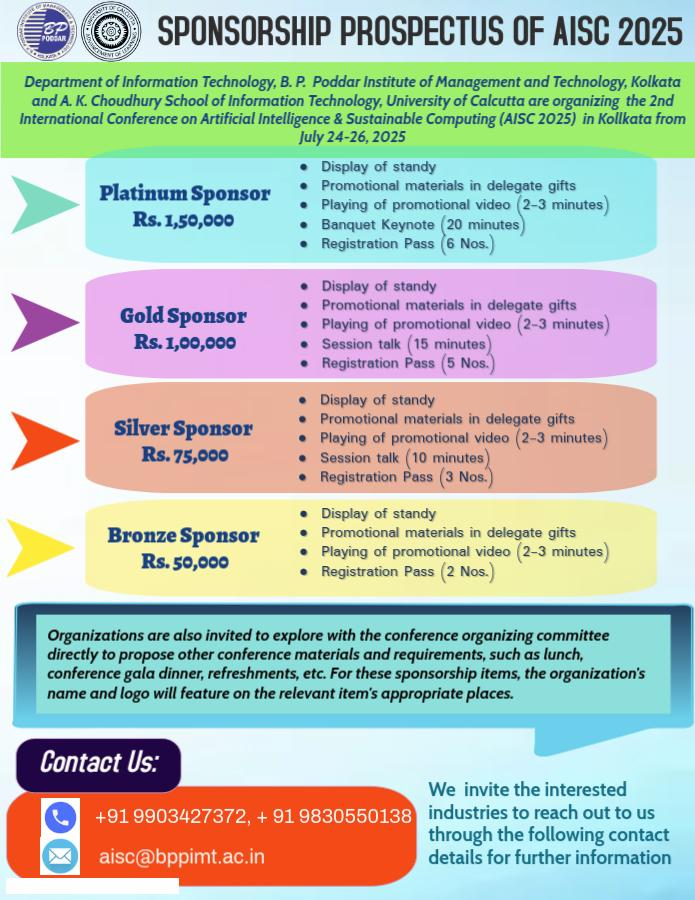 BP
PODDAR
SPONSORSHIP PROSPECTUS OF AISC 2025
Department of Information Technology, B. P. Poddar Institute of Management and Technology, Kolkata
and A. K. Choudhury School of Information Technology, University of Calcutta are organizing the 2nd
International Conference on Artificial Intelligence & Sustainable Computing (AISC 2025) in Kollkata from
July 24-26, 2025
Platinum Sponsor
Rs. 1,50,000
• Display of standy
• Promotional materials in delegate gifts
• Playing of promotional video (2-3 minutes)
• Banquet Keynote (20 minutes)
• Registration Pass (6 Nos.)
Gold Sponsor
Rs. 1,00,000
• Display of standy
• Promotional materials in delegate gifts
• Playing of promotional video (2-3 minutes)
• Session talk (15 minutes)
• Registration Pass (5 Nos.)
Silver Sponsor
Rs. 75,000
• Display of standy
• Promotional materials in delegate gifts
• Playing of promotional video (2-3 minutes)
• Session talk (10 minutes)
• Registration Pass (3 Nos.)
Bronze Sponsor
Rs. 50,000
• Display of standy
• Promotional materials in delegate gifts
• Playing of promotional video (2-3 minutes)
• Registration Pass (2 Nos.)
Organizations are also invited to explore with the conference organizing committee
directly to propose other conference materials and requirements, such as lunch,
conference gala dinner, refreshments, etc. For these sponsorship items, the organization's
name and logo will feature on the relevant item's appropriate places.
Contact Us:
+91 9903427372, + 91 9830550138
aisc@bppimt.ac.in
We invite the interested
industries to reach out to us
through the following contact
details for further information